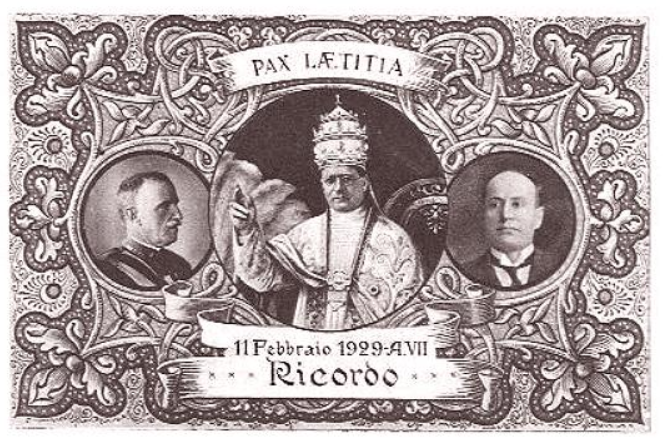 PAX LÆTITIA
11 Febbraio 1929-A.VII
Ricordo